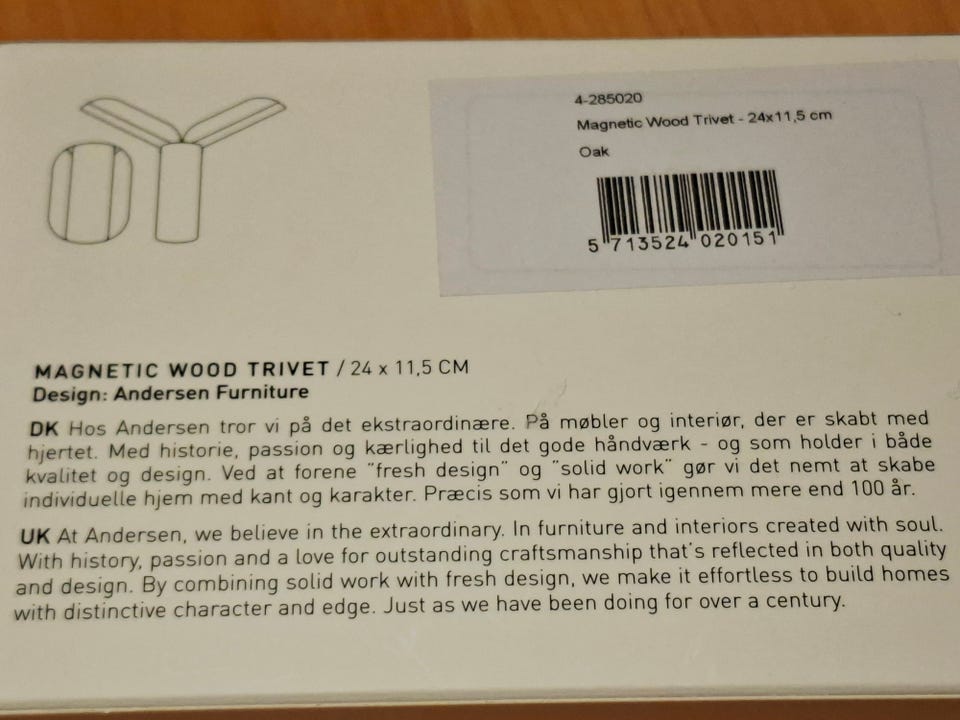 4-285020
Magnetic Wood Trivet - 24x11,5 cm
Oak
5 713524 020151
MAGNETIC WOOD TRIVET / 24 x 11,5 CM
Design: Andersen Furniture
DK Hos Andersen tror vi på det ekstraordinære. På møbler og interiør, der er skabt med
hjertet. Med historie, passion og kærlighed til det gode håndværk - og som holder i både
kvalitet og design. Ved at forene "fresh design" og "solid work" gør vi det nemt at skabe
individuelle hjem med kant og karakter. Præcis som vi har gjort igennem mere end 100 år.
UK At Andersen, we believe in the extraordinary. In furniture and interiors created with soul.
With history, passion and a love for outstanding craftsmanship that's reflected in both quality
and design. By combining solid work with fresh design, we make it effortless to build homes
with distinctive character and edge. Just as we have been doing for over a century.